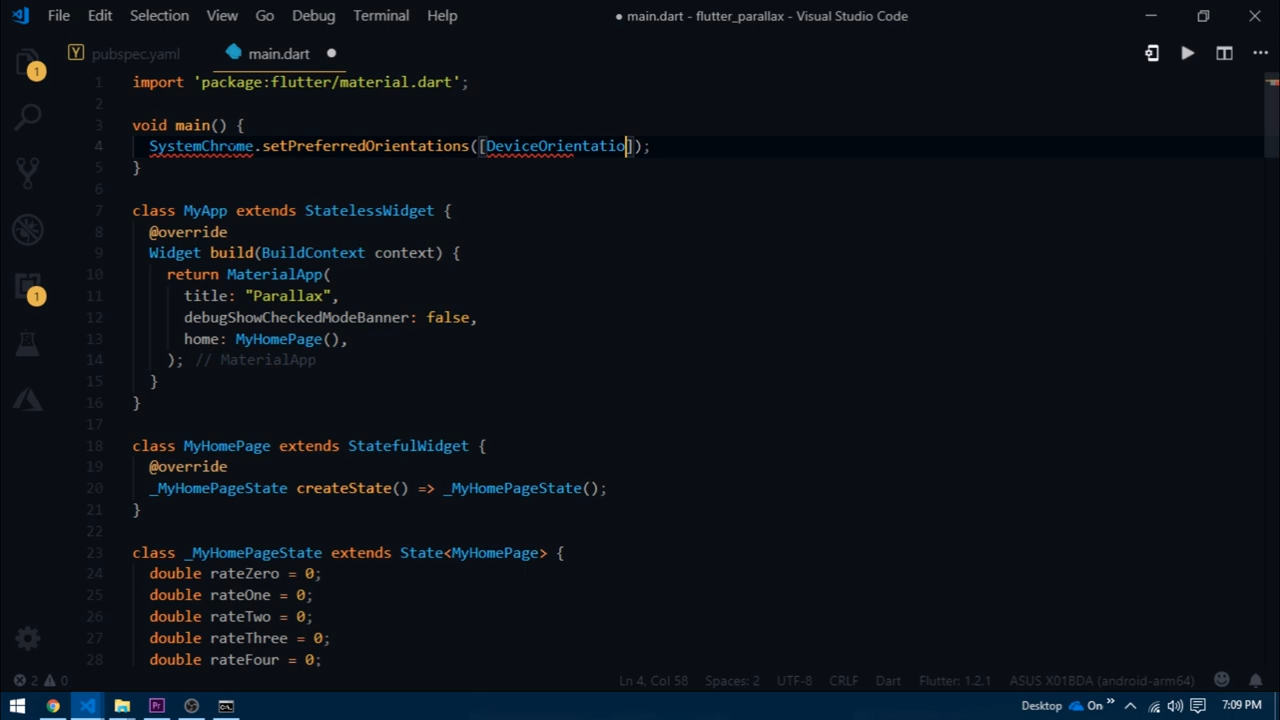 File Edit Selection View Go Debug Terminal Help ● main.dart - flutter_parallax - Visual Studio Code
Y pubspec.yaml main.dart ●
1 import 'package:flutter/material.dart';
2
3 void main() {
4 SystemChrome.setPreferredOrientations([DeviceOrientatio]);
5 }
6
7 class MyApp extends StatelessWidget {
8 @override
9 Widget build(BuildContext context) {
10 return MaterialApp(
11 title: "Parallax",
12 debugShowCheckedModeBanner: false,
13 home: MyHomePage(),
14 ); // MaterialApp
15 }
16 }
17
18 class MyHomePage extends StatefulWidget {
19 @override
20 _MyHomePageState createState() => _MyHomePageState();
21 }
22
23 class _MyHomePageState extends State<MyHomePage> {
24 double rateZero = 0;
25 double rateOne = 0;
26 double rateTwo = 0;
27 double rateThree = 0;
28 double rateFour = 0;
1
1
2 0 Ln 4, Col 58 Spaces: 2 UTF-8 CRLF Dart Flutter: 1.2.1 ASUS X01BDA (android-arm64)
Pr Desktop On 7:09 PM